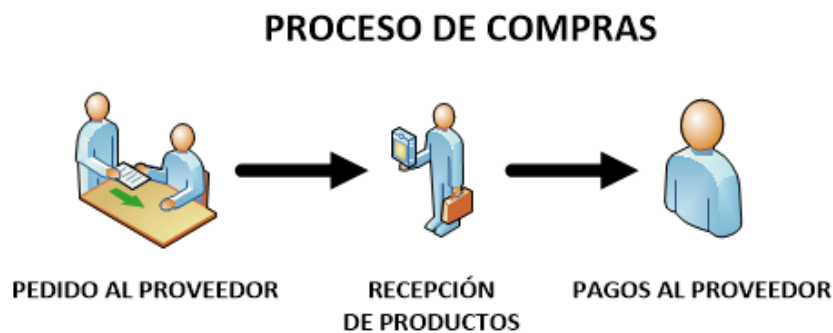 PROCESO DE COMPRAS
PEDIDO AL PROVEEDOR
RECEPCIÓN
DE PRODUCTOS
PAGOS AL PROVEEDOR